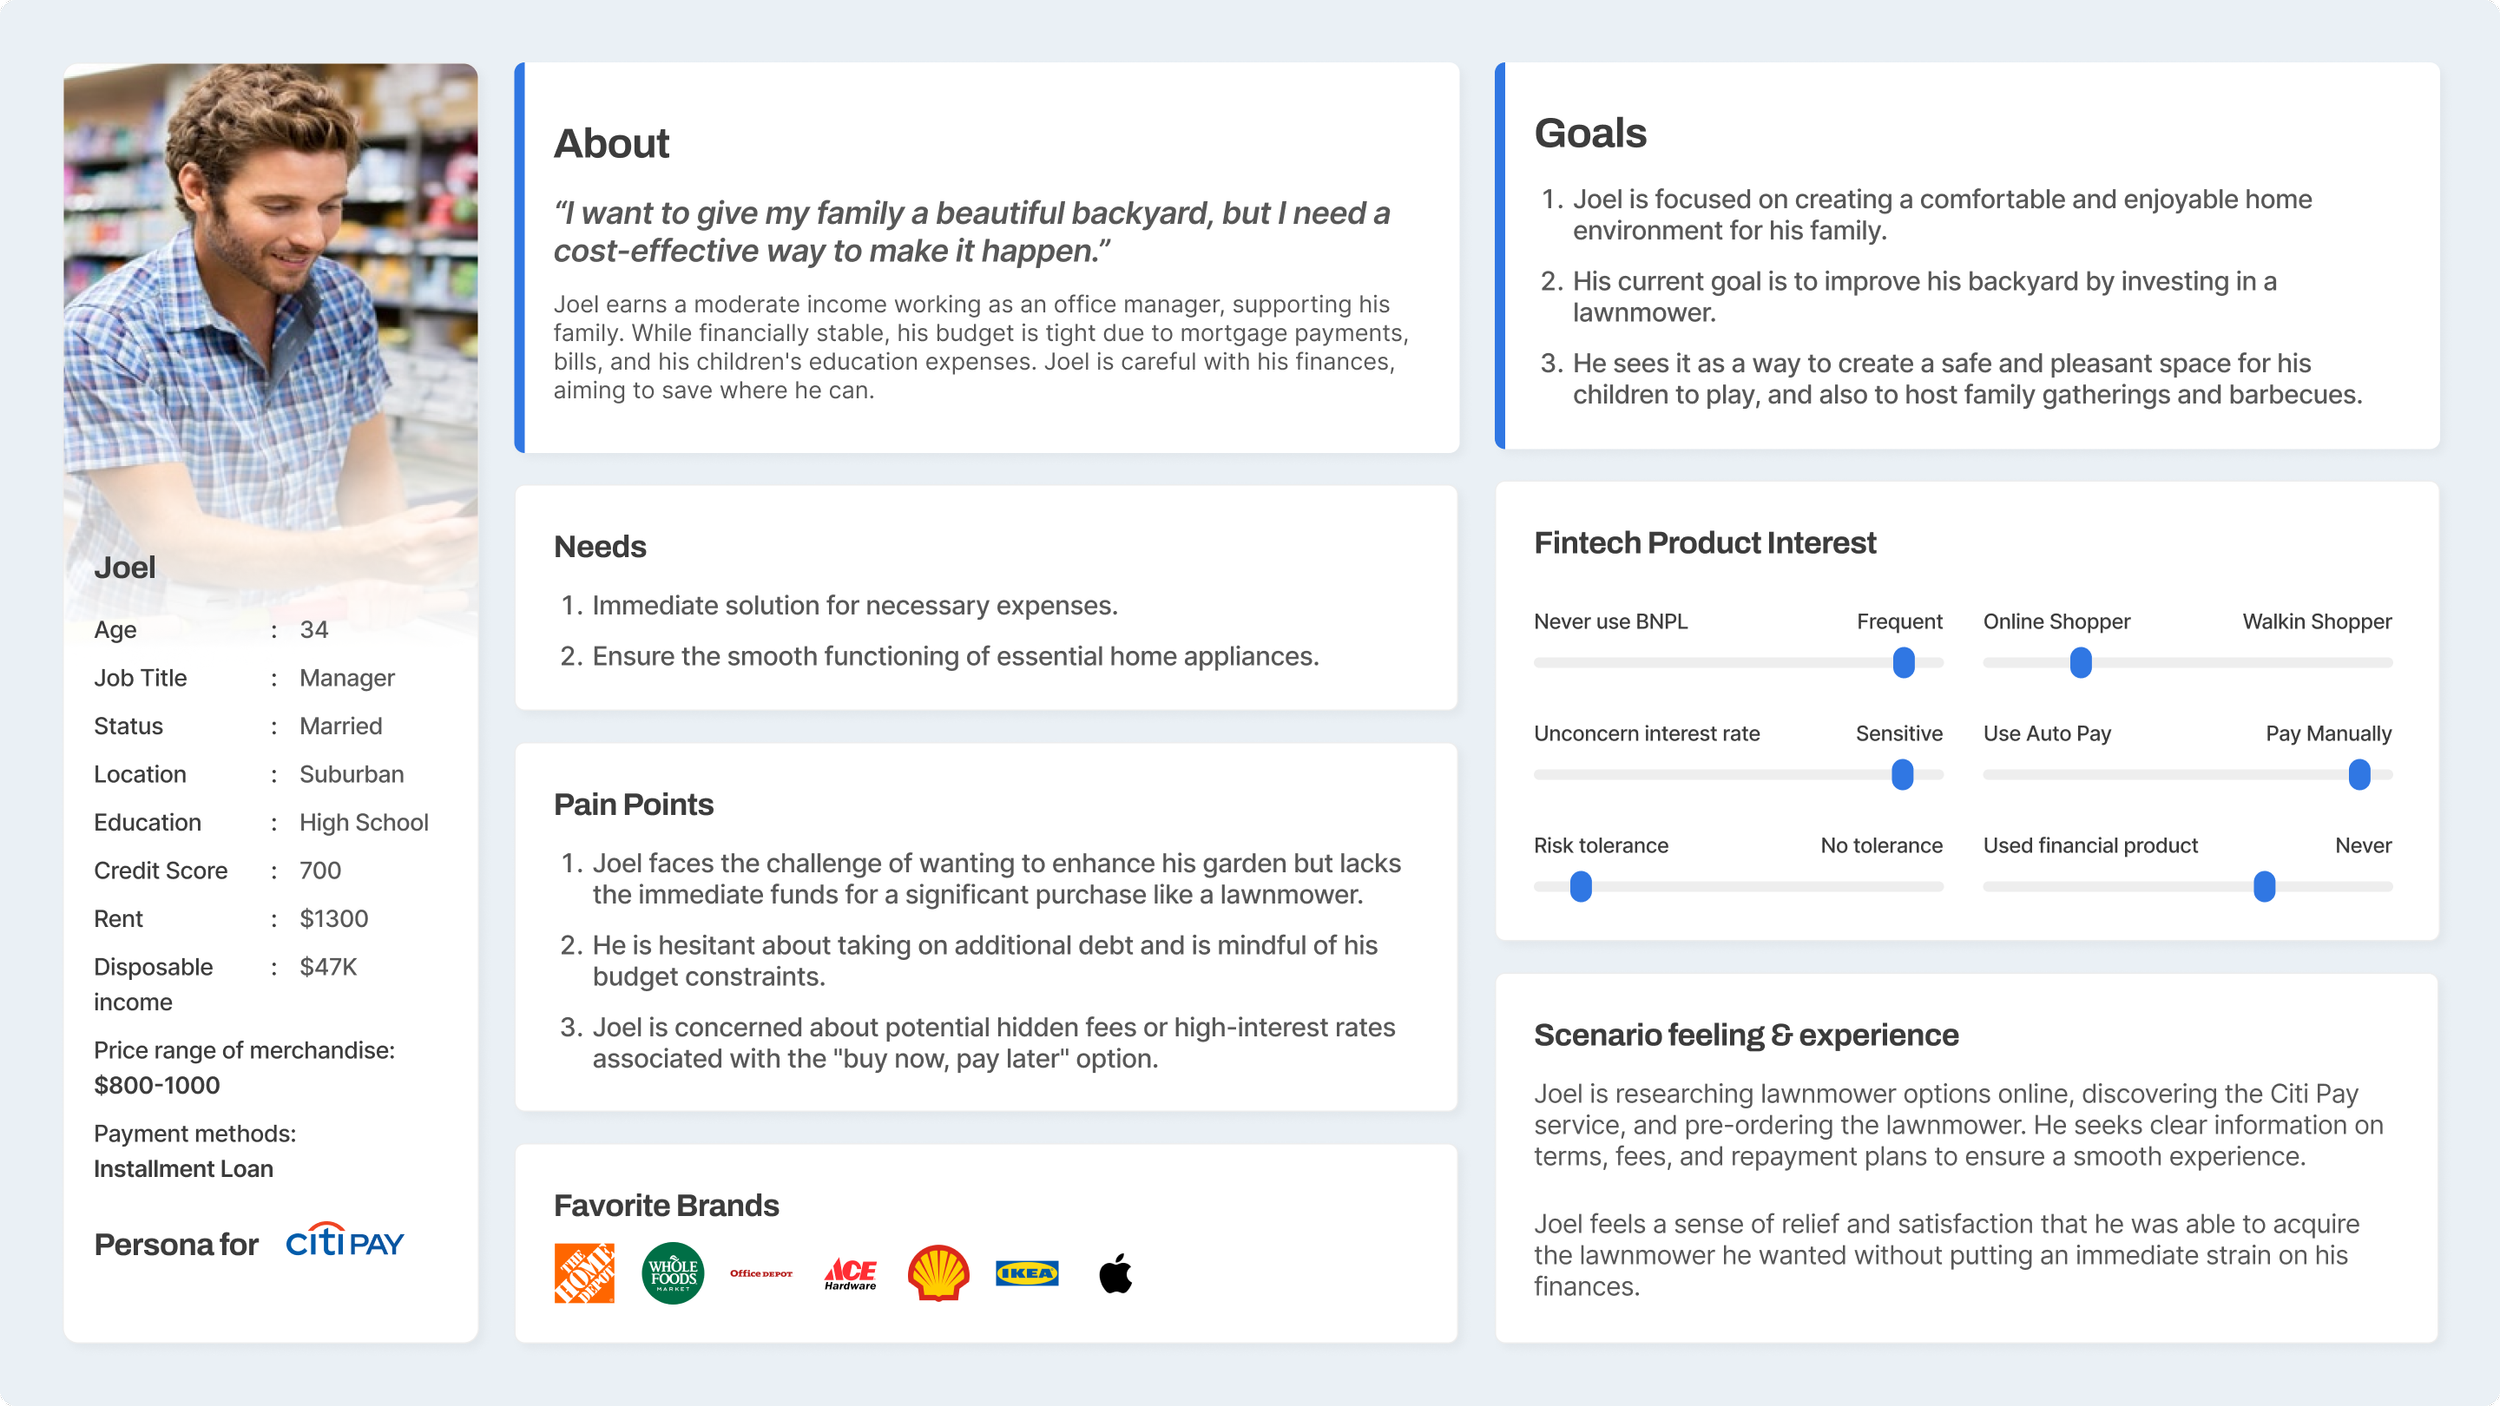 Joel
Age : 34
Job Title : Manager
Status : Married
Location : Suburban
Education : High School
Credit Score : 700
Rent : $1300
Disposable : $47K
income
Price range of merchandise:
$800-1000
Payment methods:
Installment Loan
Persona for citi PAY
About
“I want to give my family a beautiful backyard, but I need a
cost-effective way to make it happen.”
Joel earns a moderate income working as an office manager, supporting his
family. While financially stable, his budget is tight due to mortgage payments,
bills, and his children's education expenses. Joel is careful with his finances,
aiming to save where he can.
Needs
1. Immediate solution for necessary expenses.
2. Ensure the smooth functioning of essential home appliances.
Pain Points
1. Joel faces the challenge of wanting to enhance his garden but lacks
the immediate funds for a significant purchase like a lawnmower.
2. He is hesitant about taking on additional debt and is mindful of his
budget constraints.
3. Joel is concerned about potential hidden fees or high-interest rates
associated with the "buy now, pay later" option.
Favorite Brands
THE
HOME
DEPOT
WHOLE
FOODS
MARKET
Office DEPOT
ACE
Hardware
IKEA
Goals
1. Joel is focused on creating a comfortable and enjoyable home
environment for his family.
2. His current goal is to improve his backyard by investing in a
lawnmower.
3. He sees it as a way to create a safe and pleasant space for his
children to play, and also to host family gatherings and barbecues.
Fintech Product Interest
Never use BNPL Frequent Online Shopper Walkin Shopper
Unconcern interest rate Sensitive Use Auto Pay Pay Manually
Risk tolerance No tolerance Used financial product Never
Scenario feeling & experience
Joel is researching lawnmower options online, discovering the Citi Pay
service, and pre-ordering the lawnmower. He seeks clear information on
terms, fees, and repayment plans to ensure a smooth experience.
Joel feels a sense of relief and satisfaction that he was able to acquire
the lawnmower he wanted without putting an immediate strain on his
finances.